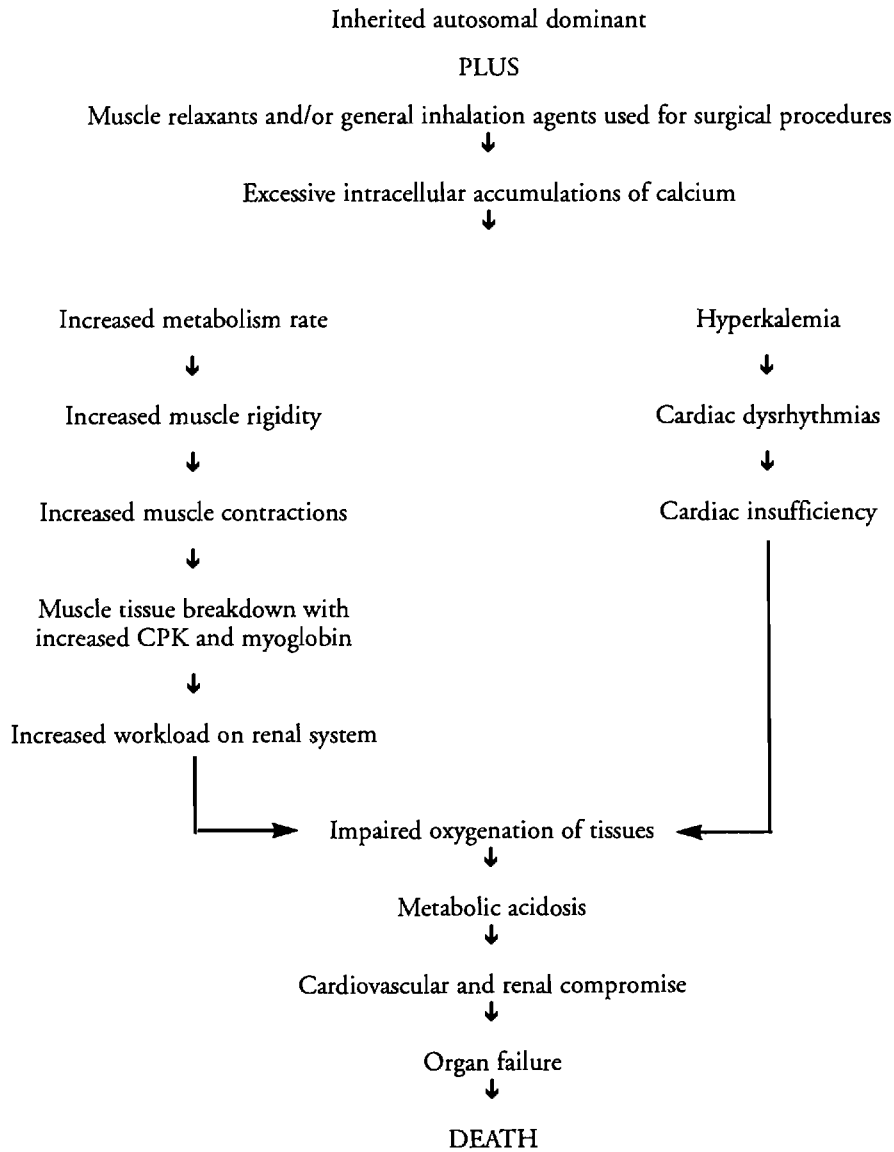 Inherited autosomal dominant
PLUS
Muscle relaxants and/or general inhalation agents used for surgical procedures
Excessive intracellular accumulations of calcium
Increased metabolism rate
Increased muscle rigidity
Increased muscle contractions
Muscle tissue breakdown with
increased CPK and myoglobin
Increased workload on renal system
Hyperkalemia
Cardiac dysrhythmias
Cardiac insufficiency
Impaired oxygenation of tissues
Metabolic acidosis
Cardiovascular and renal compromise
Organ failure
DEATH